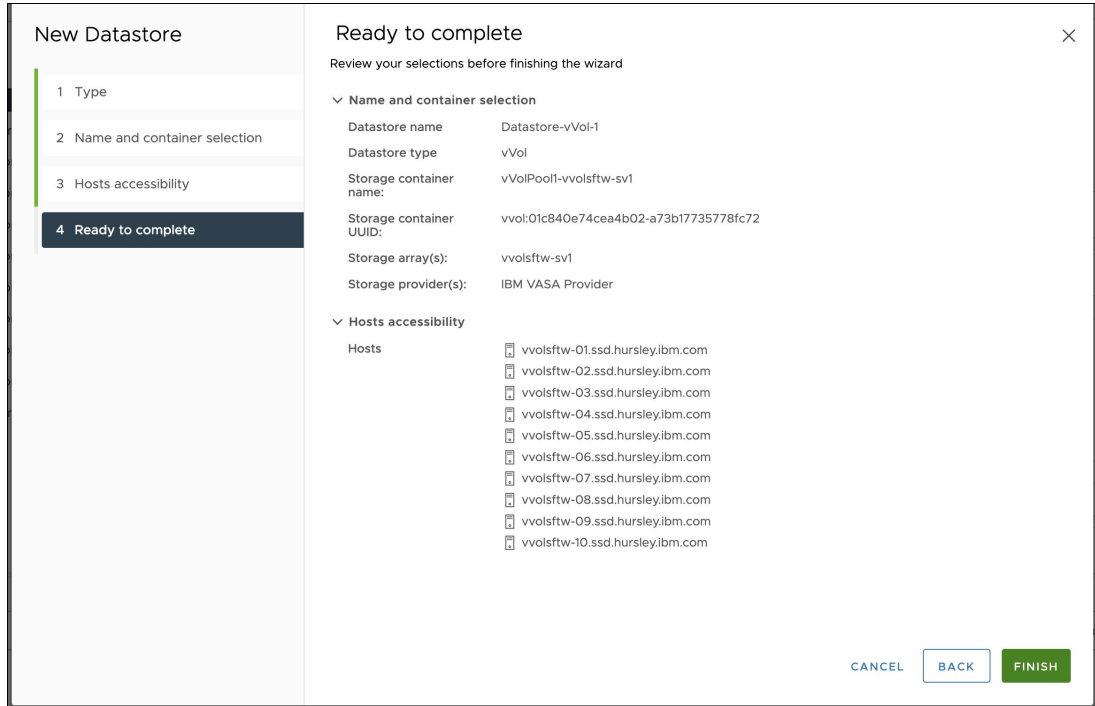 New Datastore
1 Type
2 Name and container selection
3 Hosts accessibility
4 Ready to complete
Ready to complete
Review your selections before finishing the wizard
Name and container selection
Datastore name Datastore-vVol-1
Datastore type vVol
Storage container name: vVolPool1-vvolsftw-sv1
Storage container UUID: vvol:01c840e74cea4b02-a73b17735778fc72
Storage array(s): vvolsftw-sv1
Storage provider(s): IBM VASA Provider
Hosts accessibility
Hosts vvolsftw-01.ssd.hursley.ibm.com
vvolsftw-02.ssd.hursley.ibm.com
vvolsftw-03.ssd.hursley.ibm.com
vvolsftw-04.ssd.hursley.ibm.com
vvolsftw-05.ssd.hursley.ibm.com
vvolsftw-06.ssd.hursley.ibm.com
vvolsftw-07.ssd.hursley.ibm.com
vvolsftw-08.ssd.hursley.ibm.com
vvolsftw-09.ssd.hursley.ibm.com
vvolsftw-10.ssd.hursley.ibm.com
CANCEL BACK FINISH